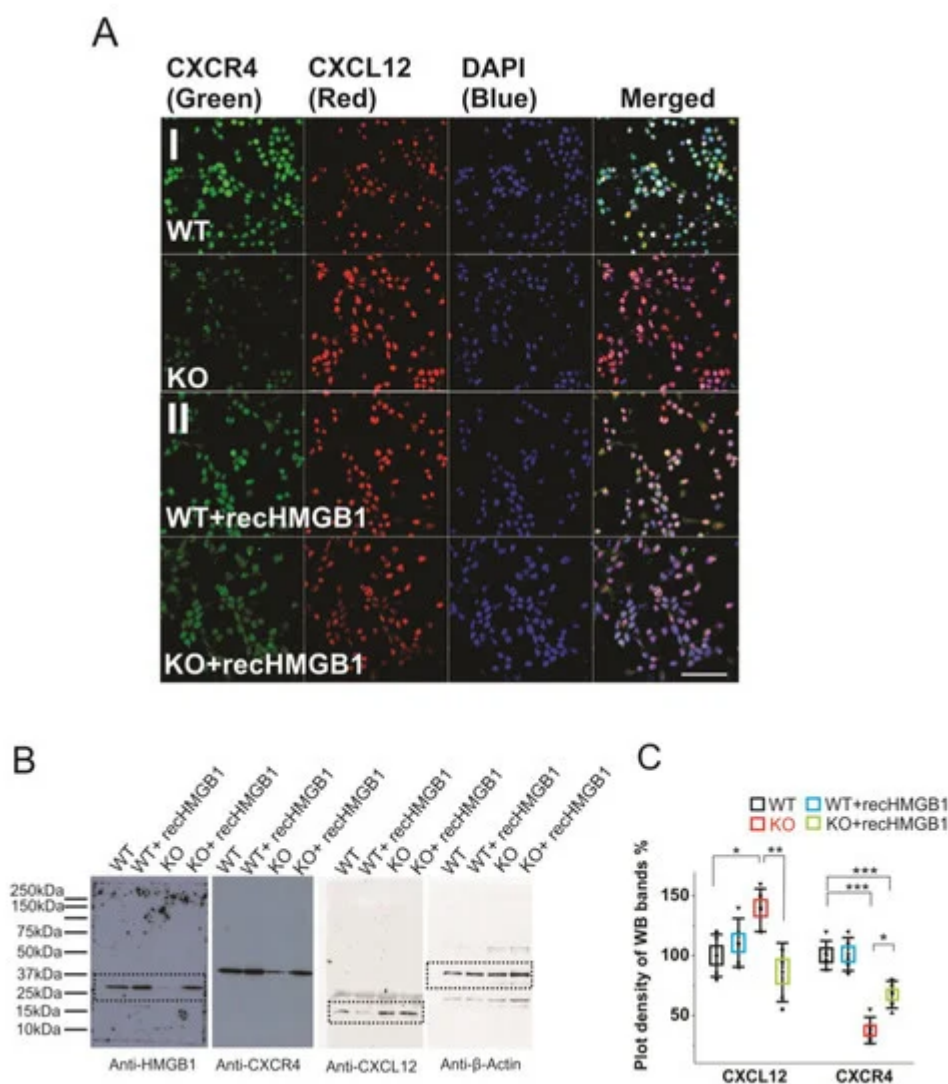 A
CXCR4 (Green)
CXCL12 (Red)
DAPI (Blue)
Merged
I
WT
KO
II
WT+recHMGB1
KO+recHMGB1
B
WT
WT+ recHMGB1
KO
KO+ recHMGB1
WT
WT+ recHMGB1
KO
KO+ recHMGB1
WT
WT+ recHMGB1
KO
KO+ recHMGB1
WT
WT+ recHMGB1
KO
KO+ recHMGB1
250kDa
150kDa
75kDa
50kDa
37kDa
25kDa
15kDa
10kDa
Anti-HMGB1
Anti-CXCR4
Anti-CXCL12
Anti-β-Actin
C
WT
WT+recHMGB1
KO
KO+recHMGB1
Plot density of WB bands %
150
100
50
*
**
***
***
*
CXCL12
CXCR4